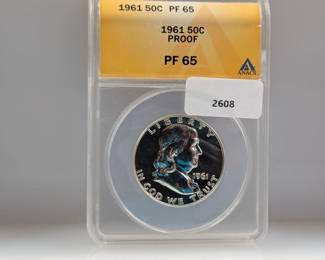 1961 50C PF 65
1961 50C
PROOF
PF 65
ANACS
2608
LIBERTY
1961
IN GOD WE TRUST